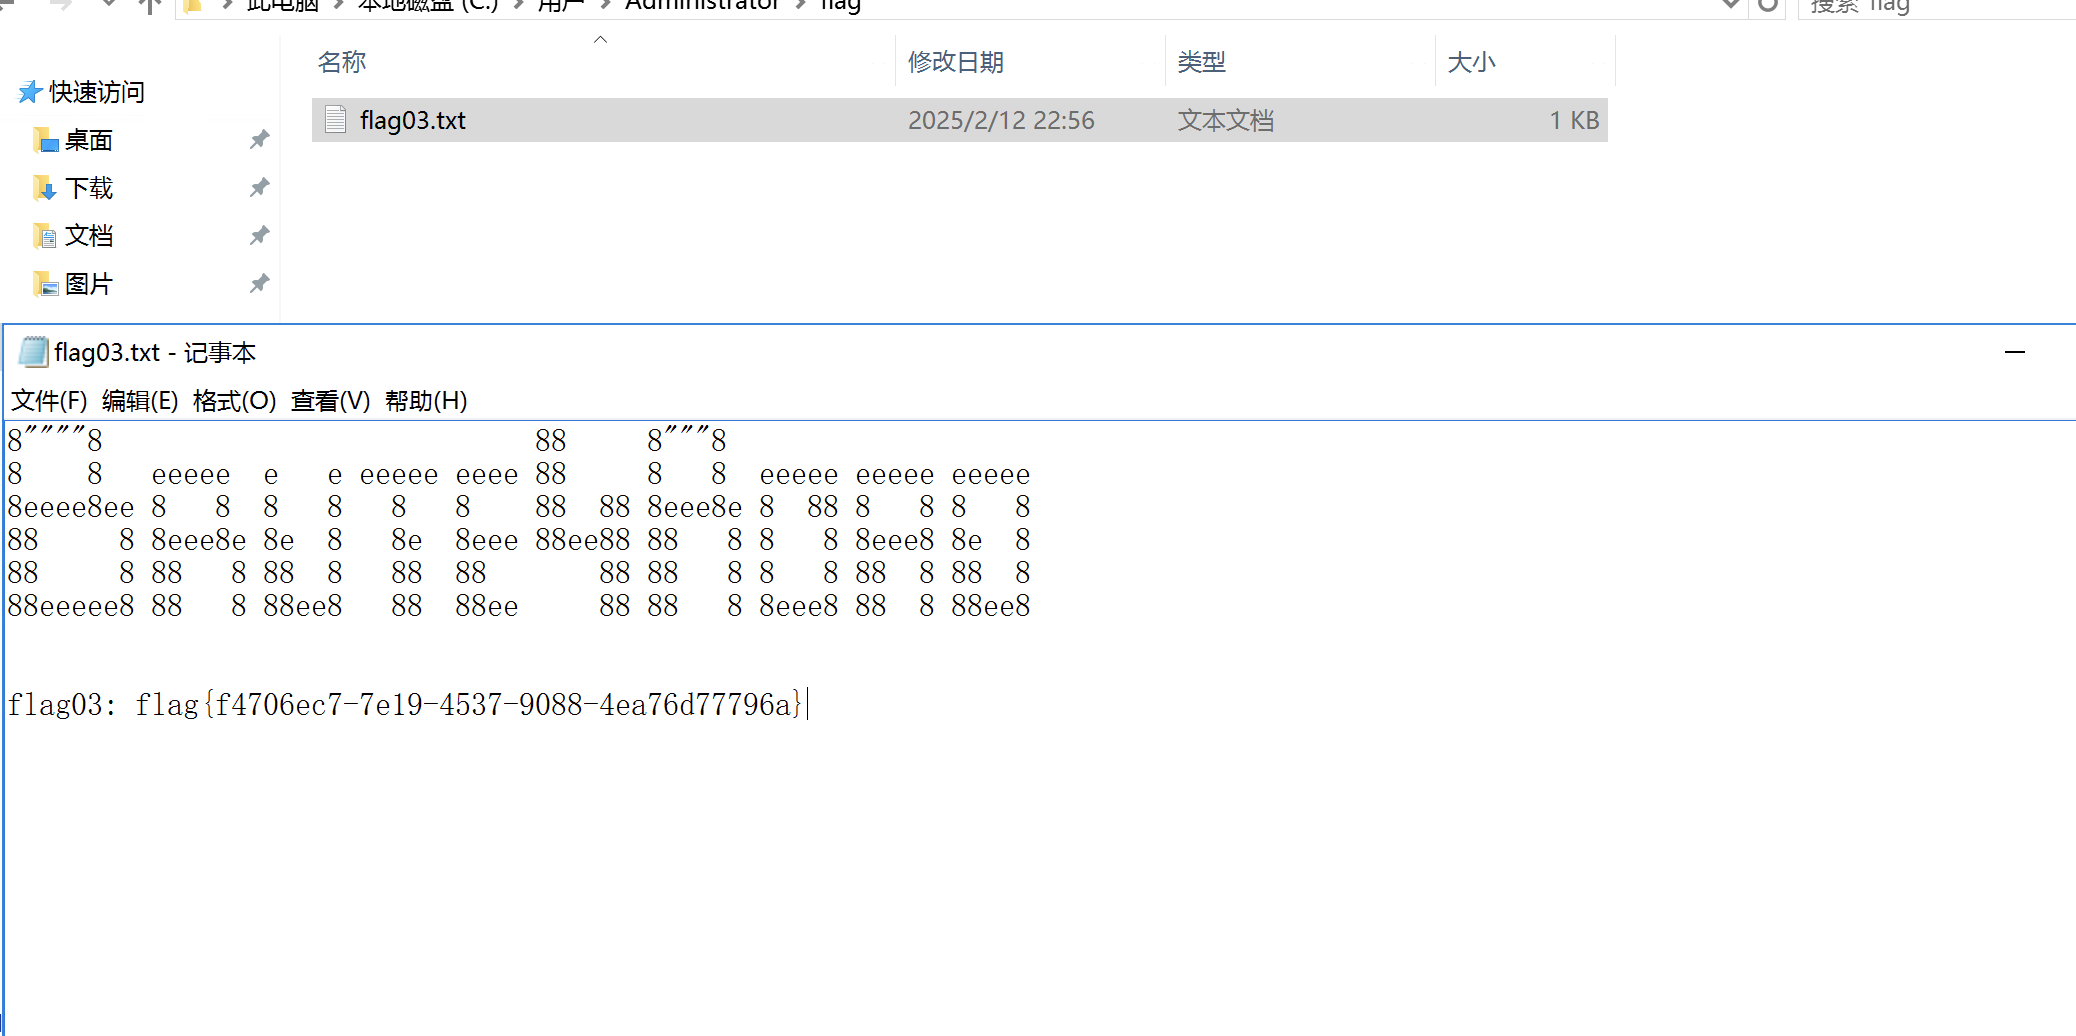 此电脑 > 本地磁盘 (C:) > 用户 > Administrator > flag
搜索"flag"
名称 修改日期 类型 大小
快速访问
flag03.txt 2025/2/12 22:56 文本文档 1 KB
桌面
下载
文档
图片
flag03.txt - 记事本
文件(F) 编辑(E) 格式(O) 查看(V) 帮助(H)
8""""8                           88     8"""8
8    8   eeeee  e   e eeeee eeee 88     8   8  eeeee eeeee eeeee
8eeee8ee 8   8  8   8   8   8    88  88 8eee8e 8  88 8   8 8   8
88     8 8eee8e 8e  8   8e  8eee 88ee88 88   8 8   8 8eee8 8e  8
88     8 88   8 88  8   88  88       88 88   8 8   8 88  8 88  8
88eeeee8 88   8 88ee8   88  88ee     88 88   8 8eee8 88  8 88ee8
flag03: flag{f4706ec7-7e19-4537-9088-4ea76d77796a}